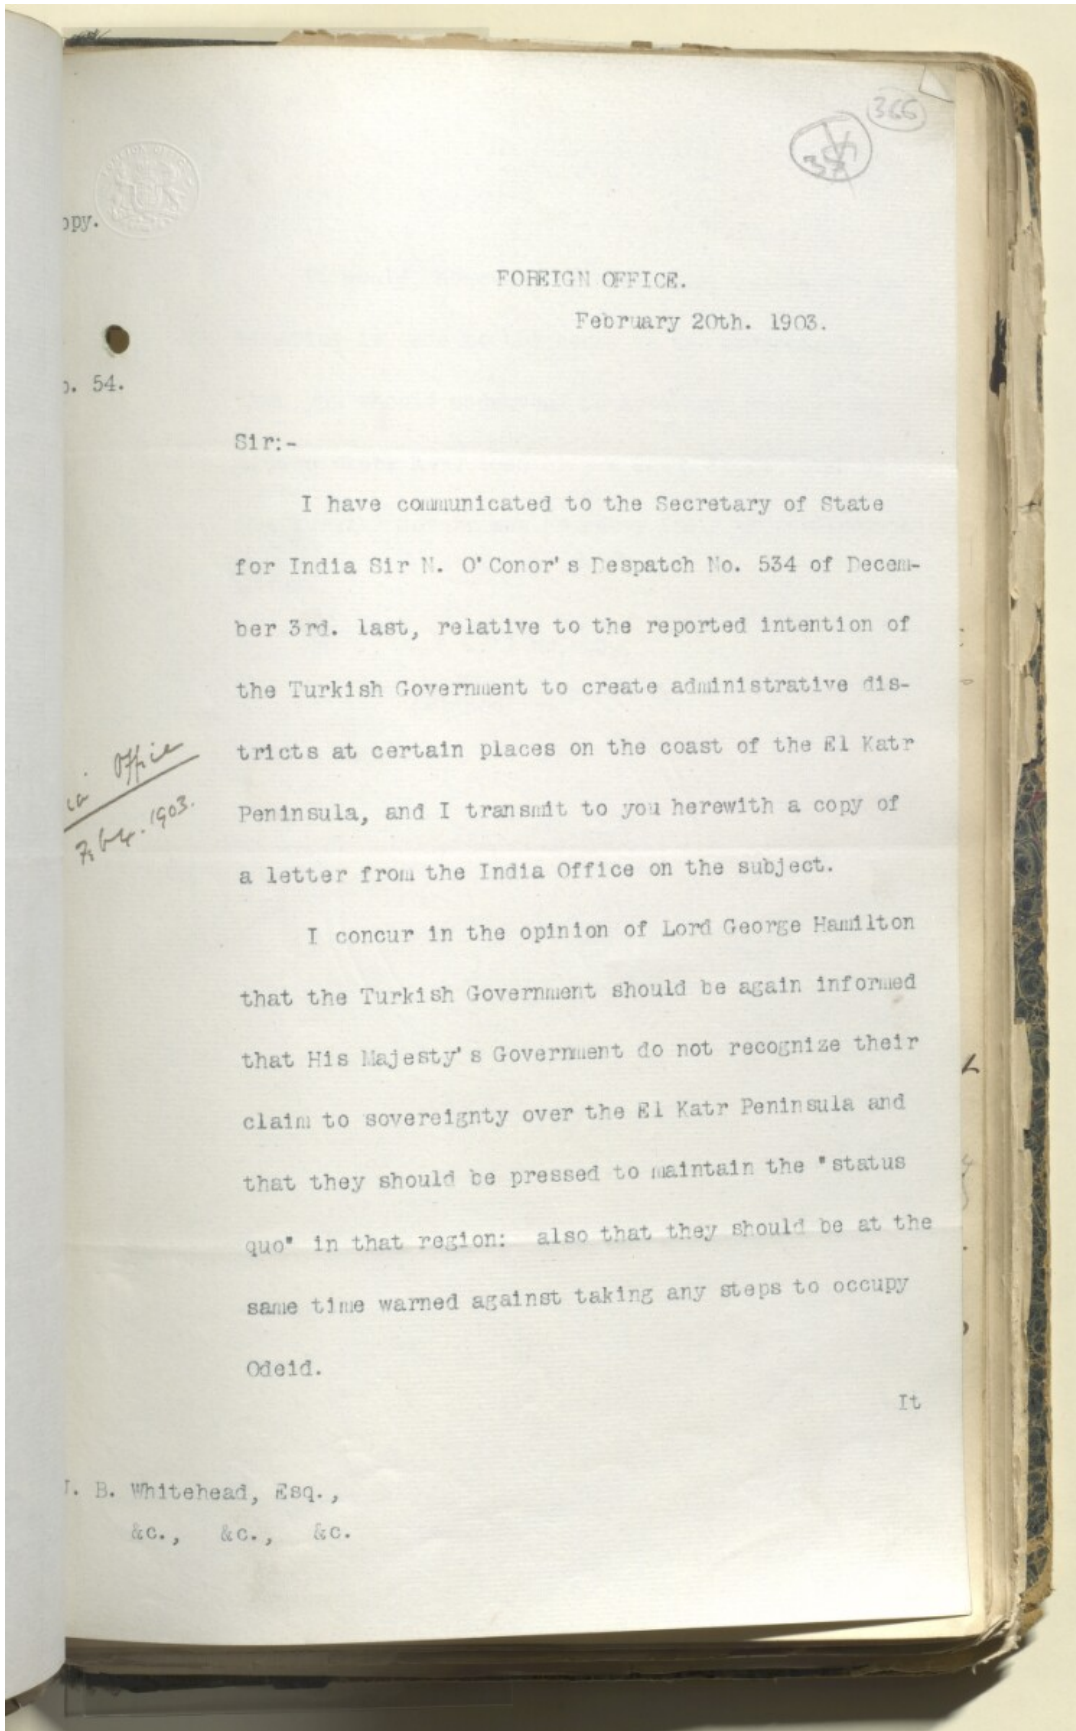 366
opy.
FOREIGN OFFICE.
February 20th. 1903.
o. 54.
Sir:-
I have communicated to the Secretary of State
for India Sir N. O'Conor's Despatch No. 534 of Decem-
ber 3rd. last, relative to the reported intention of
the Turkish Government to create administrative dis-
tricts at certain places on the coast of the El Katr
Peninsula, and I transmit to you herewith a copy of
a letter from the India Office on the subject.
ia Office
7, 1903.
I concur in the opinion of Lord George Hamilton
that the Turkish Government should be again informed
that His Majesty's Government do not recognize their
claim to sovereignty over the El Katr Peninsula and
that they should be pressed to maintain the "status
quo" in that region: also that they should be at the
same time warned against taking any steps to occupy
Odeid.
It
J. B. Whitehead, Esq.,
&c., &c., &c.